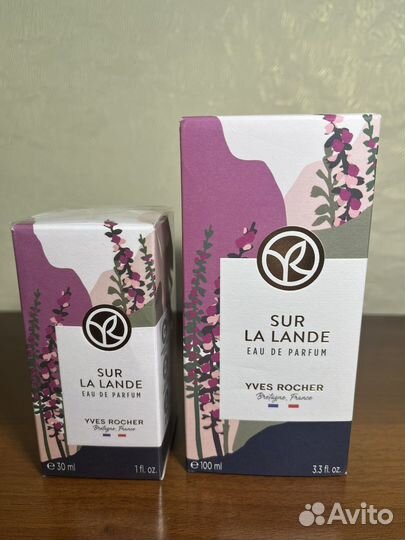 SUR
LA LANDE
EAU DE PARFUM
YVES ROCHER
Bretagne, France
e 30 ml
1 fl. oz.
SUR
LA LANDE
EAU DE PARFUM
YVES ROCHER
Bretagne, France
e 100 ml
3.3 fl. oz.
Avito